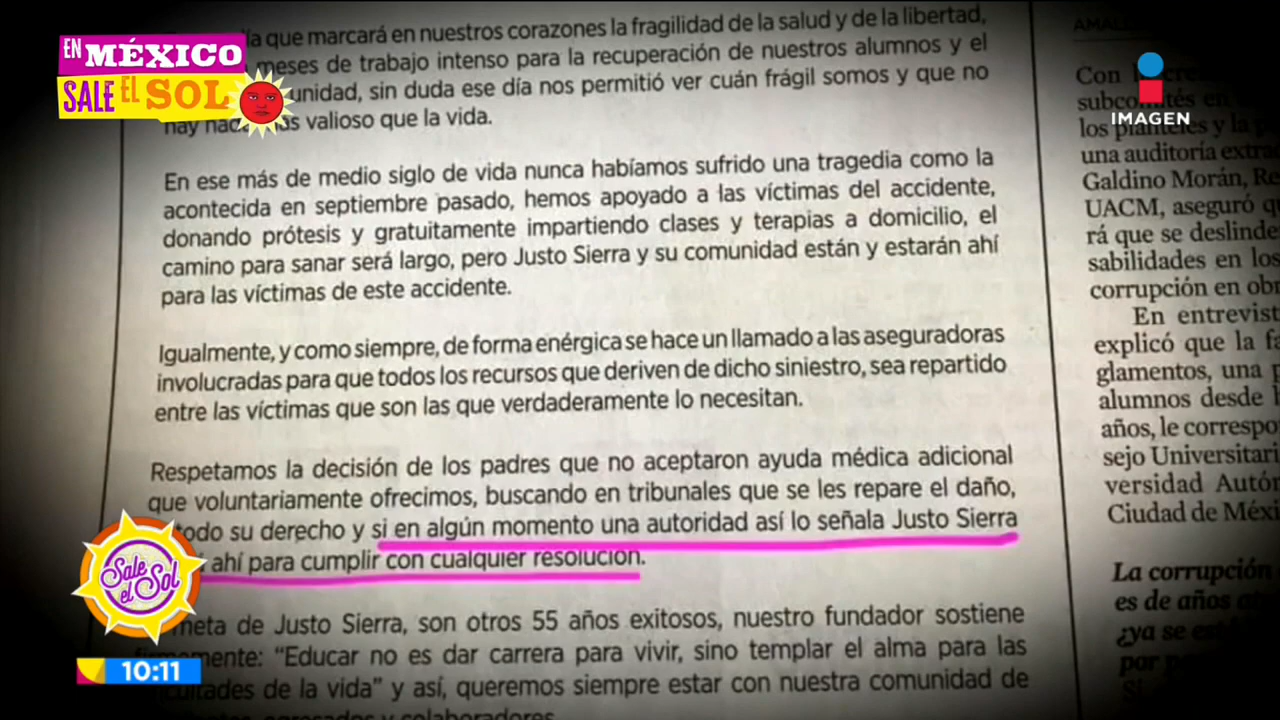 EN MÉXICO
SALE EL SOL
IMAGEN
que marcará en nuestros corazones la fragilidad de la salud y de la libertad,
meses de trabajo intenso para la recuperación de nuestros alumnos y el
unidad, sin duda ese día nos permitió ver cuán frágil somos y que no
hay valioso que la vida.
En ese más de medio siglo de vida nunca habíamos sufrido una tragedia como la
acontecida en septiembre pasado, hemos apoyado a las víctimas del accidente,
donando prótesis y gratuitamente impartiendo clases y terapias a domicilio, el
camino para sanar será largo, pero Justo Sierra y su comunidad están y estarán ahí
para las víctimas de este accidente.
Igualmente, y como siempre, de forma enérgica se hace un llamado a las aseguradoras
involucradas para que todos los recursos que deriven de dicho siniestro, sea repartido
entre las víctimas que son las que verdaderamente lo necesitan.
Respetamos la decisión de los padres que no aceptaron ayuda médica adicional
que voluntariamente ofrecimos, buscando en tribunales que se les repare el daño,
todo su derecho y si en algún momento una autoridad así lo señala Justo Sierra
ahí para cumplir con cualquier resolución.
meta de Justo Sierra, son otros 55 años exitosos, nuestro fundador sostiene
"Educar no es dar carrera para vivir, sino templar el alma para las
de la vida" y así, queremos siempre estar con nuestra comunidad de
colaboradores.
Con
subcomités en
los planteles y la
una auditoría
Galdino Morán,
UACM, aseguró
rá que se deslinde
sabilidades en los
corrupción en
En
explicó que la
glamentos, una
alumnos desde
años, le
sejo
versidad
Ciudad de
La corrupción
es de años
¿ya se
Sale el Sol
10:11